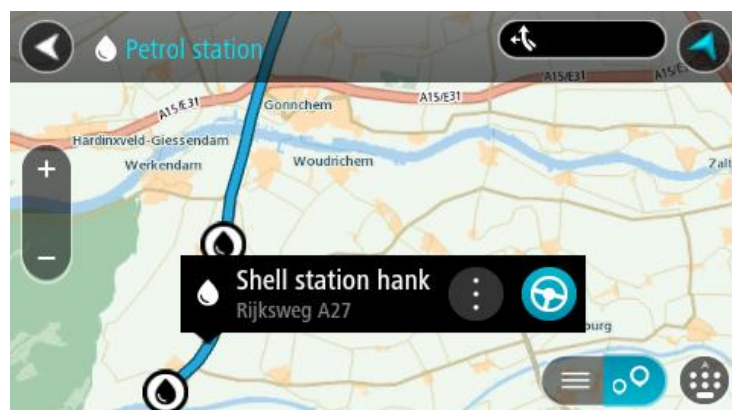 Petrol station
A15/E31
A15/E31
A15/E31
Gonnchem
Hardinxveld-Giessendam
Werkendam
Woudrichem
Shell station hank
Rijksweg A27